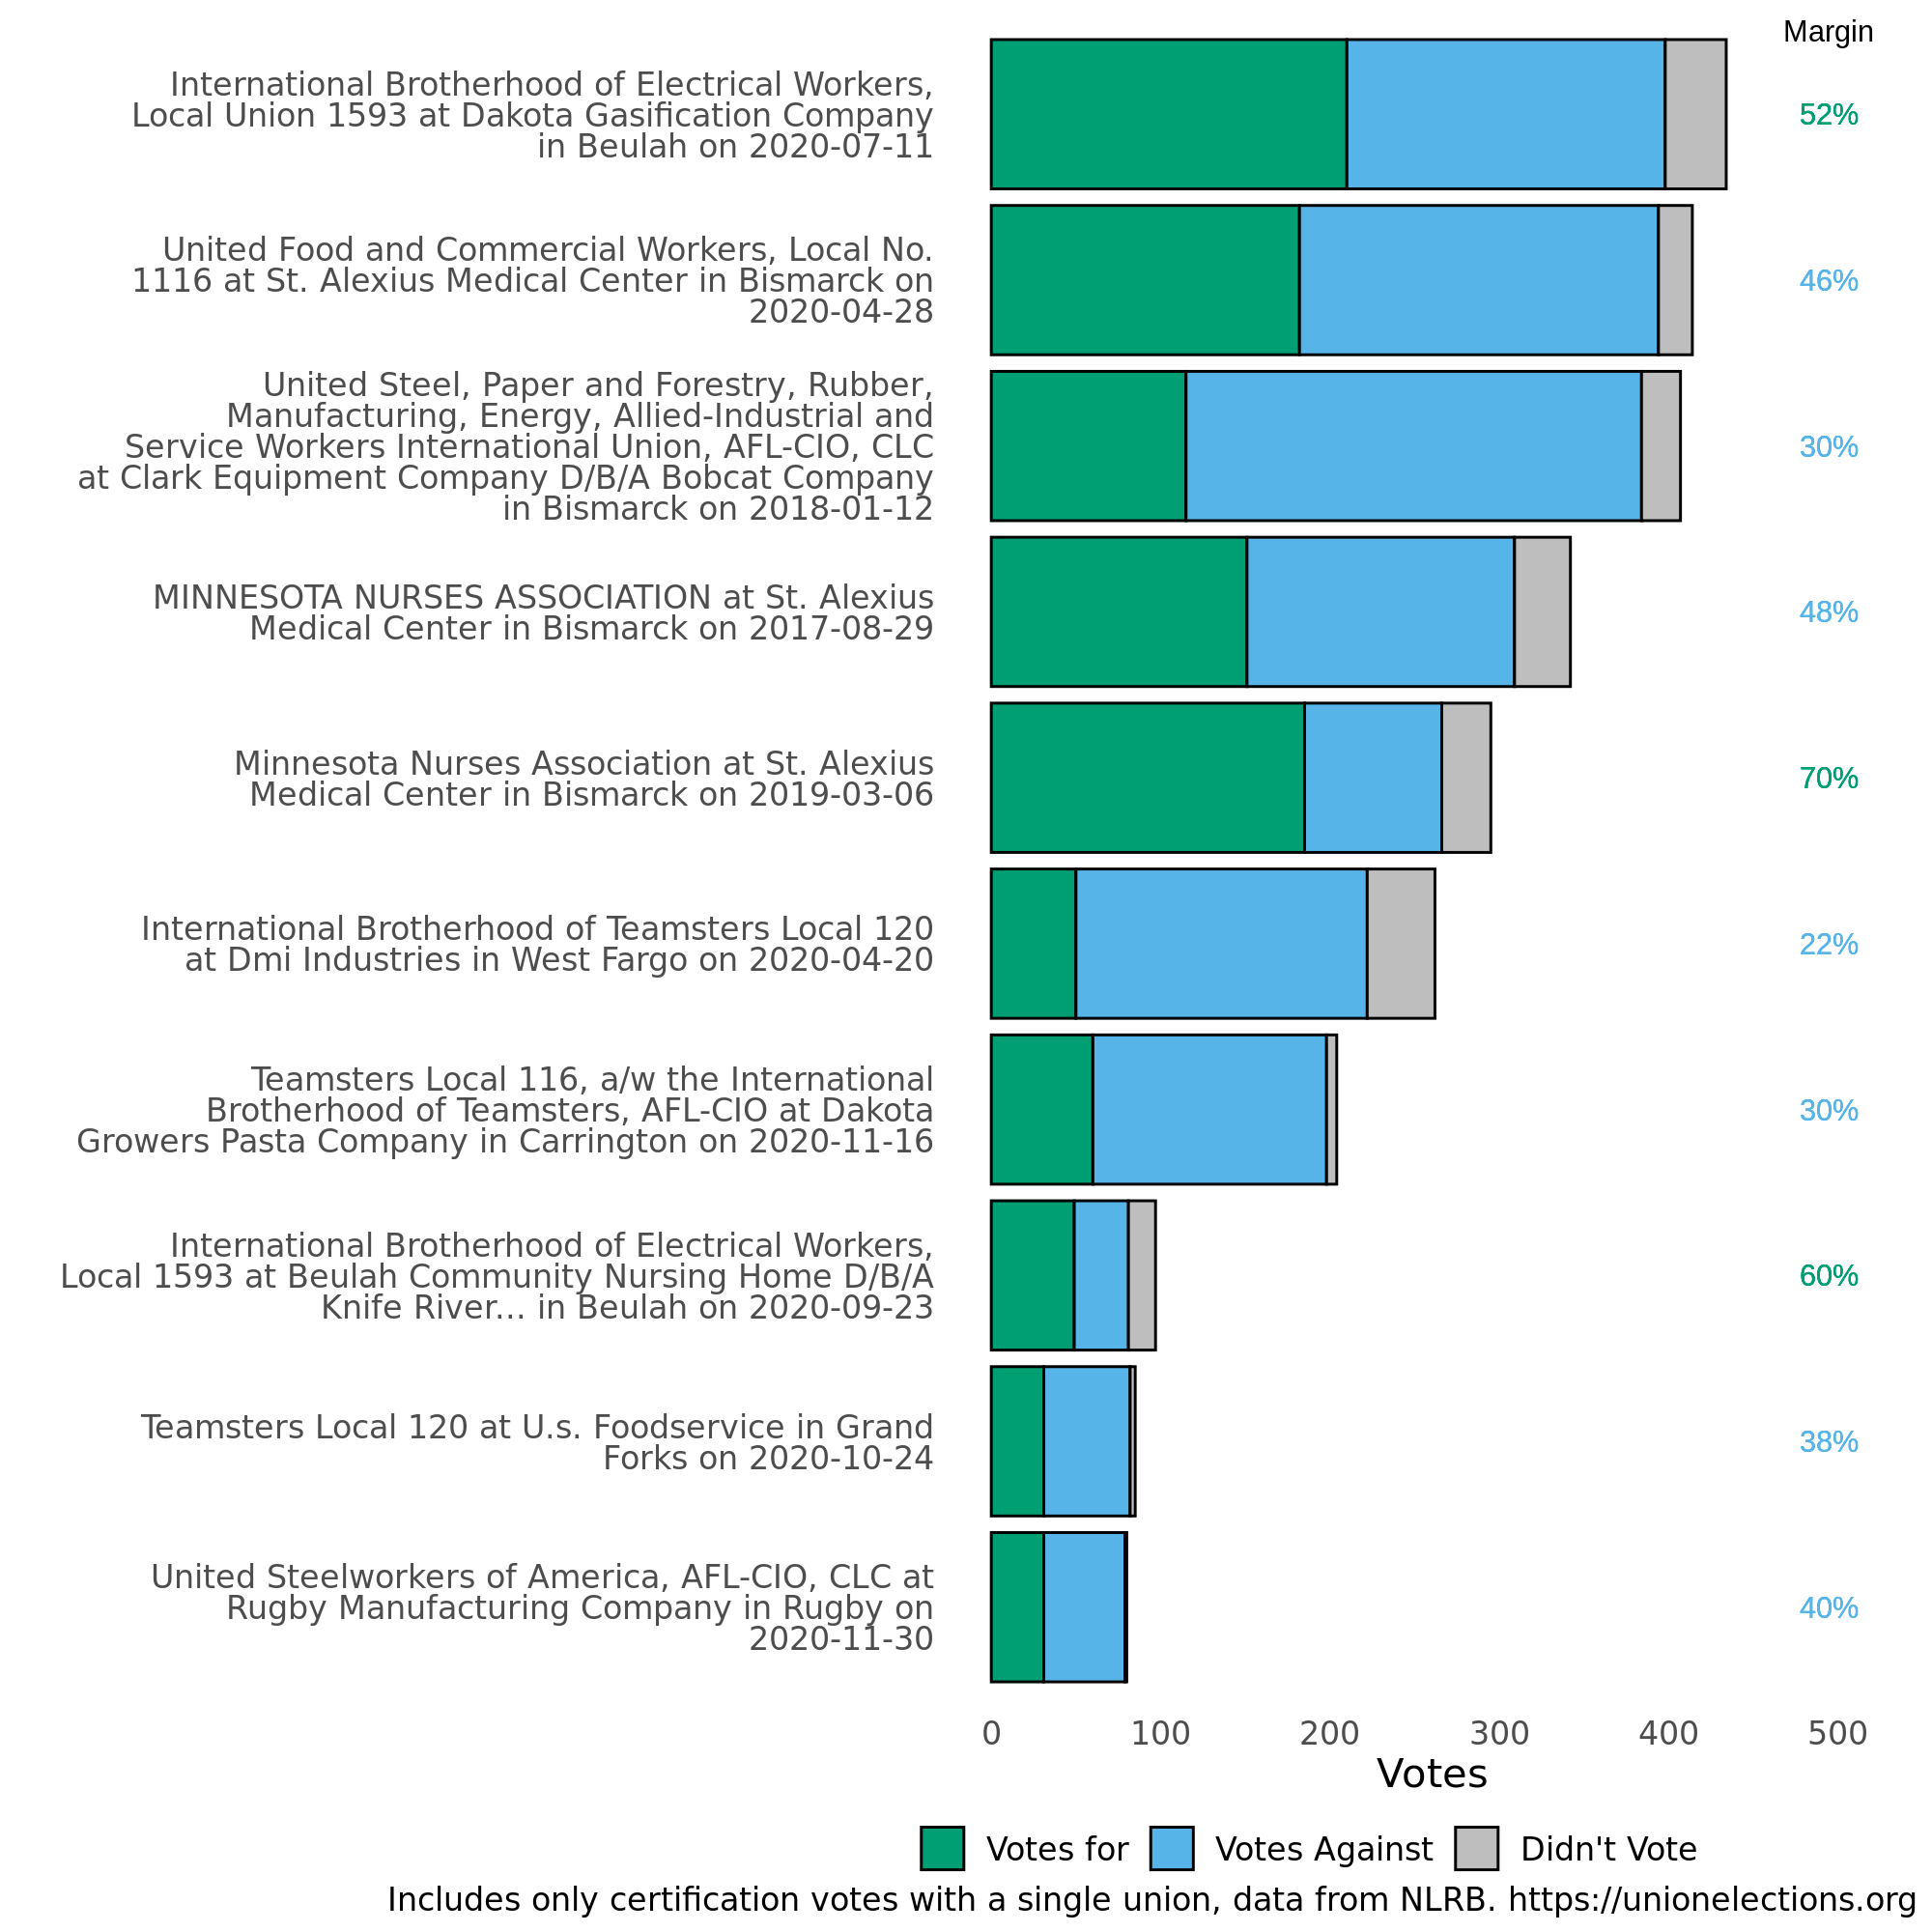 Margin
International Brotherhood of Electrical Workers,
Local Union 1593 at Dakota Gasification Company
in Beulah on 2020-07-11
52%
United Food and Commercial Workers, Local No.
1116 at St. Alexius Medical Center in Bismarck on
2020-04-28
46%
United Steel, Paper and Forestry, Rubber,
Manufacturing, Energy, Allied-Industrial and
Service Workers International Union, AFL-CIO, CLC
at Clark Equipment Company D/B/A Bobcat Company
in Bismarck on 2018-01-12
30%
MINNESOTA NURSES ASSOCIATION at St. Alexius
Medical Center in Bismarck on 2017-08-29
48%
Minnesota Nurses Association at St. Alexius
Medical Center in Bismarck on 2019-03-06
70%
International Brotherhood of Teamsters Local 120
at Dmi Industries in West Fargo on 2020-04-20
22%
Teamsters Local 116, a/w the International
Brotherhood of Teamsters, AFL-CIO at Dakota
Growers Pasta Company in Carrington on 2020-11-16
30%
International Brotherhood of Electrical Workers,
Local 1593 at Beulah Community Nursing Home D/B/A
Knife River... in Beulah on 2020-09-23
60%
Teamsters Local 120 at U.s. Foodservice in Grand
Forks on 2020-10-24
38%
United Steelworkers of America, AFL-CIO, CLC at
Rugby Manufacturing Company in Rugby on
2020-11-30
40%
0 100 200 300 400 500
Votes
Votes for Votes Against Didn't Vote
Includes only certification votes with a single union, data from NLRB. https://unionelections.org